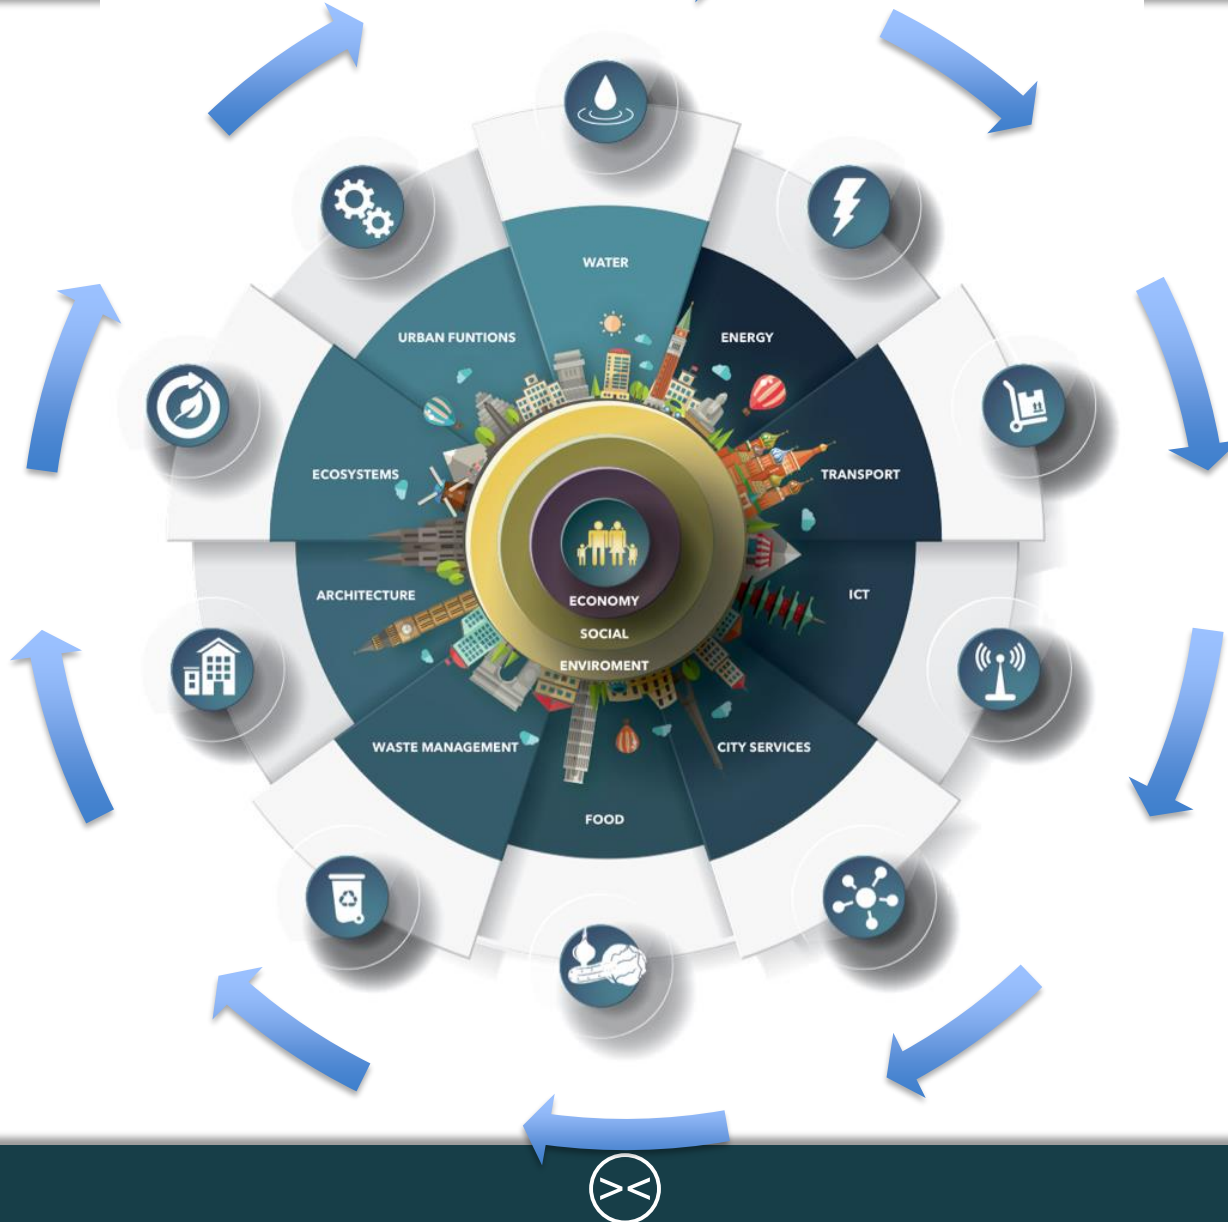 WATER
URBAN FUNTIONS
ENERGY
ECOSYSTEMS
TRANSPORT
ARCHITECTURE
ECONOMY
ICT
SOCIAL
ENVIROMENT
WASTE MANAGEMENT
CITY SERVICES
FOOD